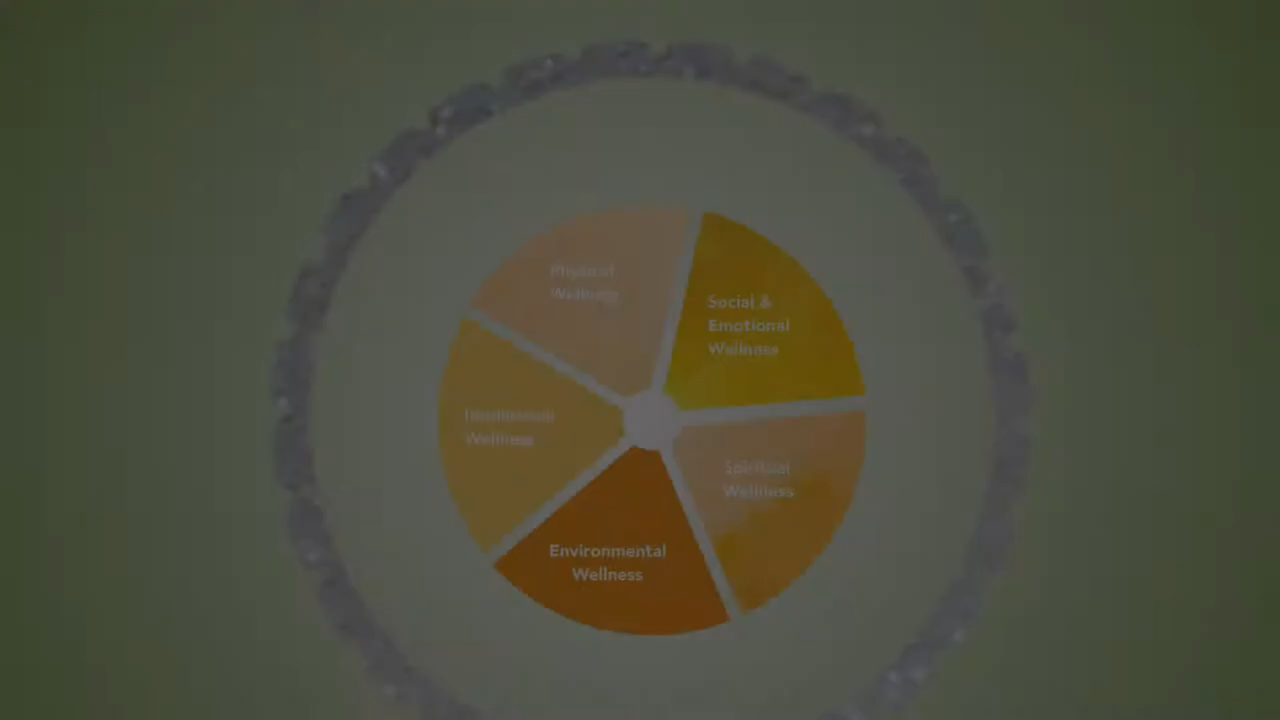 Physical
Wellness
Social &
Emotional
Wellness
Intellectual
Wellness
Spiritual
Wellness
Environmental
Wellness